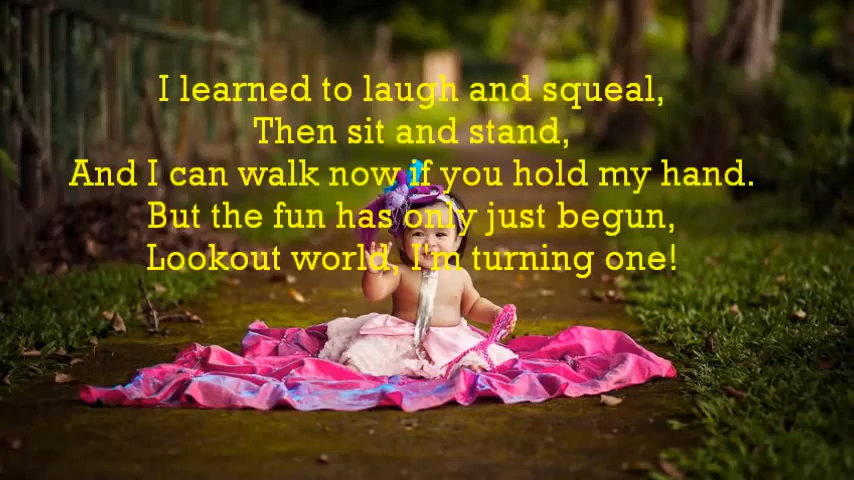 I learned to laugh and squeal,
Then sit and stand,
And I can walk now if you hold my hand.
But the fun has only just begun,
Lookout world, I'm turning one!